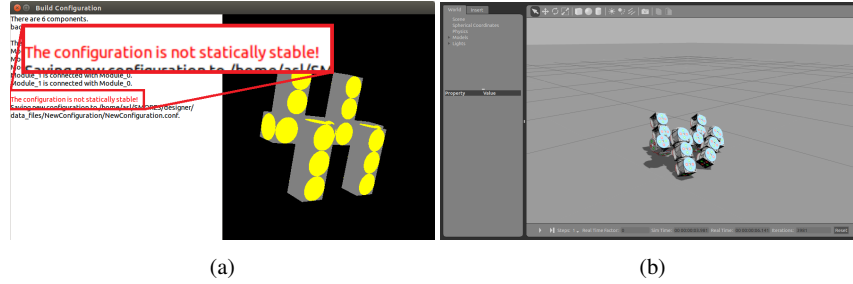 Build Configuration
There are 6 components.
The configuration is not statically stable!
Saving new configuration to /home/asl/SM
Module_1 is connected with Module_0.
Module_1 is connected with Module_0.
The configuration is not statically stable!
Saving new configuration to /home/asl/SMORES/designer/
data_files/NewConfiguration/NewConfiguration.conf.
(a)
World Insert
Scene
Spherical Coordinates
Physics
Models
Lights
Property Value
Steps: 1 Real Time Factor: Sim Time: Real Time: Iterations: Reset
(b)